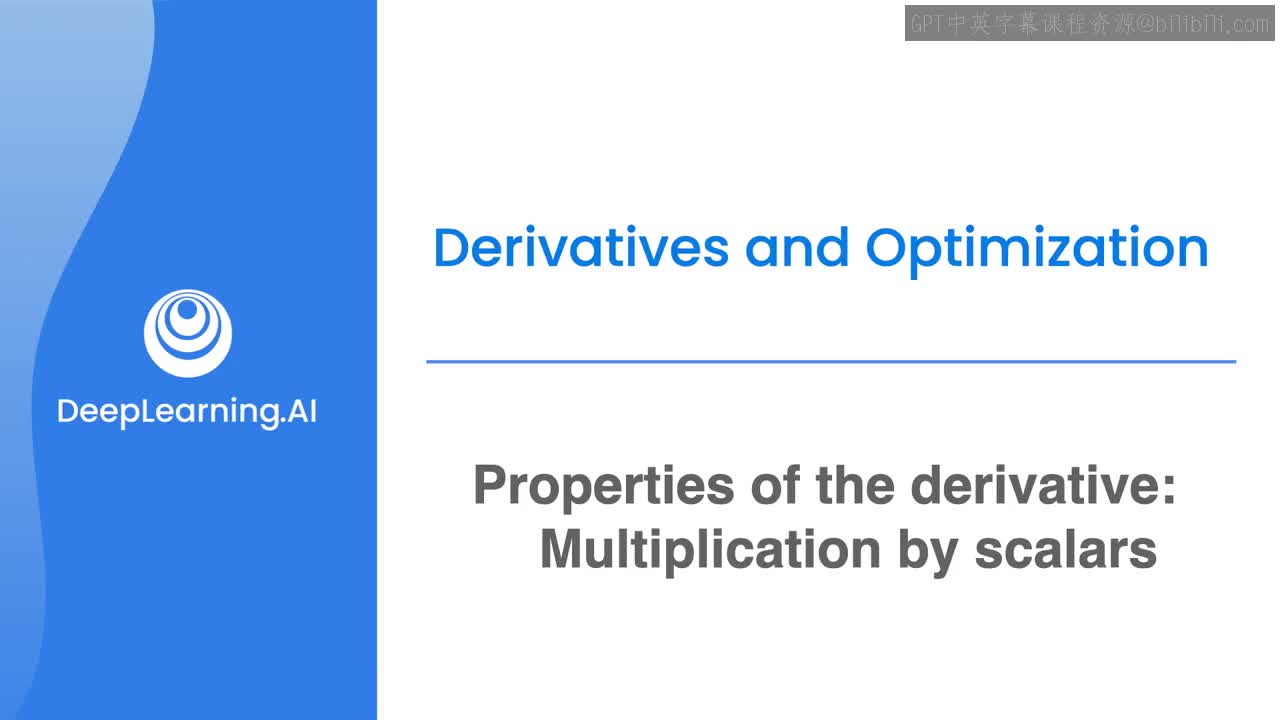 GPT中英字幕课程资源@bilibili.com
Derivatives and Optimization
DeepLearning.AI
Properties of the derivative:
Multiplication by scalars